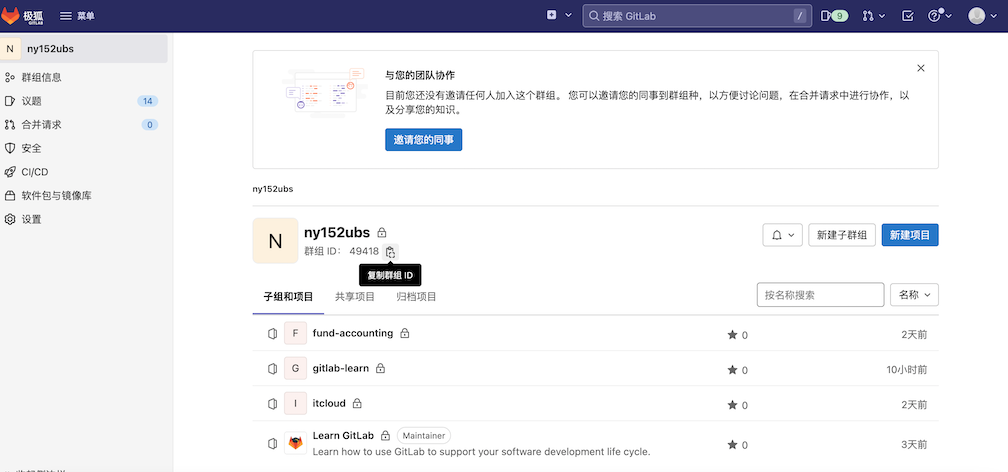 极狐
GITLAB
菜单
搜索 GitLab
/
9
N
ny152ubs
群组信息
议题
14
合并请求
0
安全
CI/CD
软件包与镜像库
设置
与您的团队协作
目前您还没有邀请任何人加入这个群组。 您可以邀请您的同事到群组种，以方便讨论问题，在合并请求中进行协作，以
及分享您的知识。
邀请您的同事
ny152ubs
N
ny152ubs
群组 ID： 49418
复制群组 ID
新建子群组
新建项目
子组和项目
共享项目
归档项目
按名称搜索
名称
F
fund-accounting
0
2天前
G
gitlab-learn
0
10小时前
I
itcloud
0
2天前
Learn GitLab
Maintainer
Learn how to use GitLab to support your software development life cycle.
0
3天前